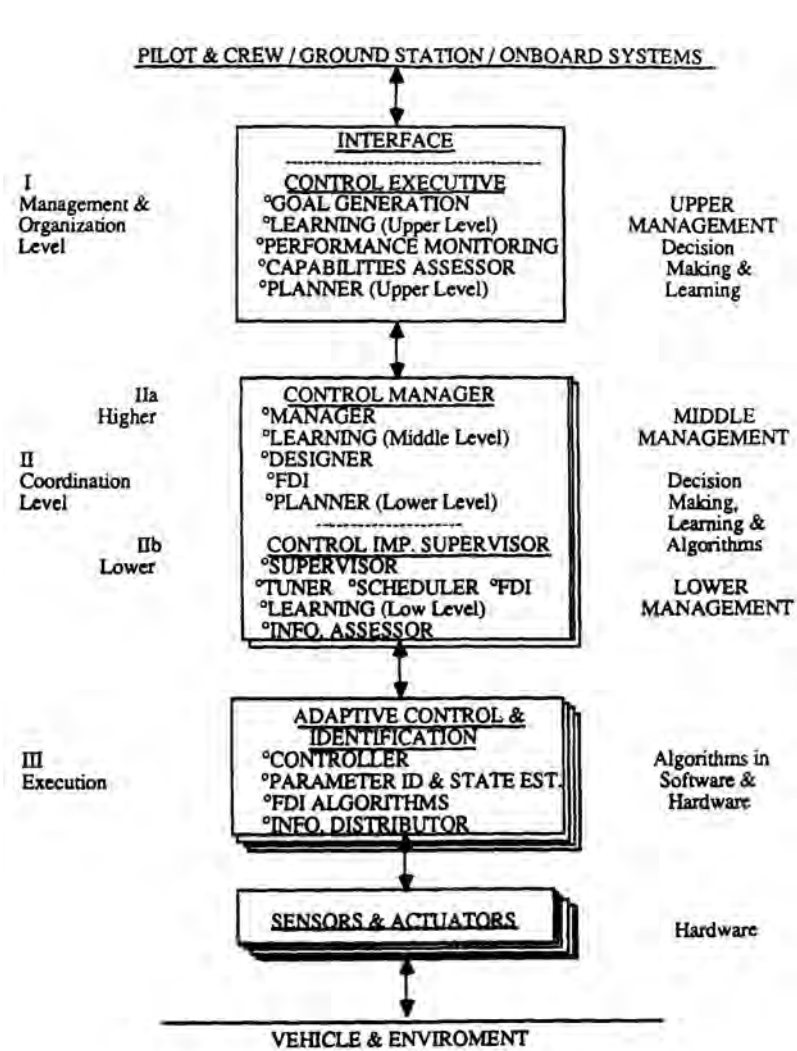 PILOT & CREW / GROUND STATION / ONBOARD SYSTEMS
INTERFACE
CONTROL EXECUTIVE
°GOAL GENERATION
°LEARNING (Upper Level)
°PERFORMANCE MONITORING
°CAPABILITIES ASSESSOR
°PLANNER (Upper Level)
I
Management &
Organization
Level
UPPER
MANAGEMENT
Decision
Making &
Learning
IIa
Higher
II
Coordination
Level
IIb
Lower
CONTROL MANAGER
°MANAGER
°LEARNING (Middle Level)
°DESIGNER
°FDI
°PLANNER (Lower Level)
CONTROL IMP. SUPERVISOR
°SUPERVISOR
°TUNER °SCHEDULER °FDI
°LEARNING (Low Level)
°INFO. ASSESSOR
MIDDLE
MANAGEMENT
Decision
Making,
Learning &
Algorithms
LOWER
MANAGEMENT
III
Execution
ADAPTIVE CONTROL &
IDENTIFICATION
°CONTROLLER
°PARAMETER ID & STATE EST.
°FDI ALGORITHMS
°INFO. DISTRIBUTOR
Algorithms in
Software &
Hardware
SENSORS & ACTUATORS
Hardware
VEHICLE & ENVIROMENT